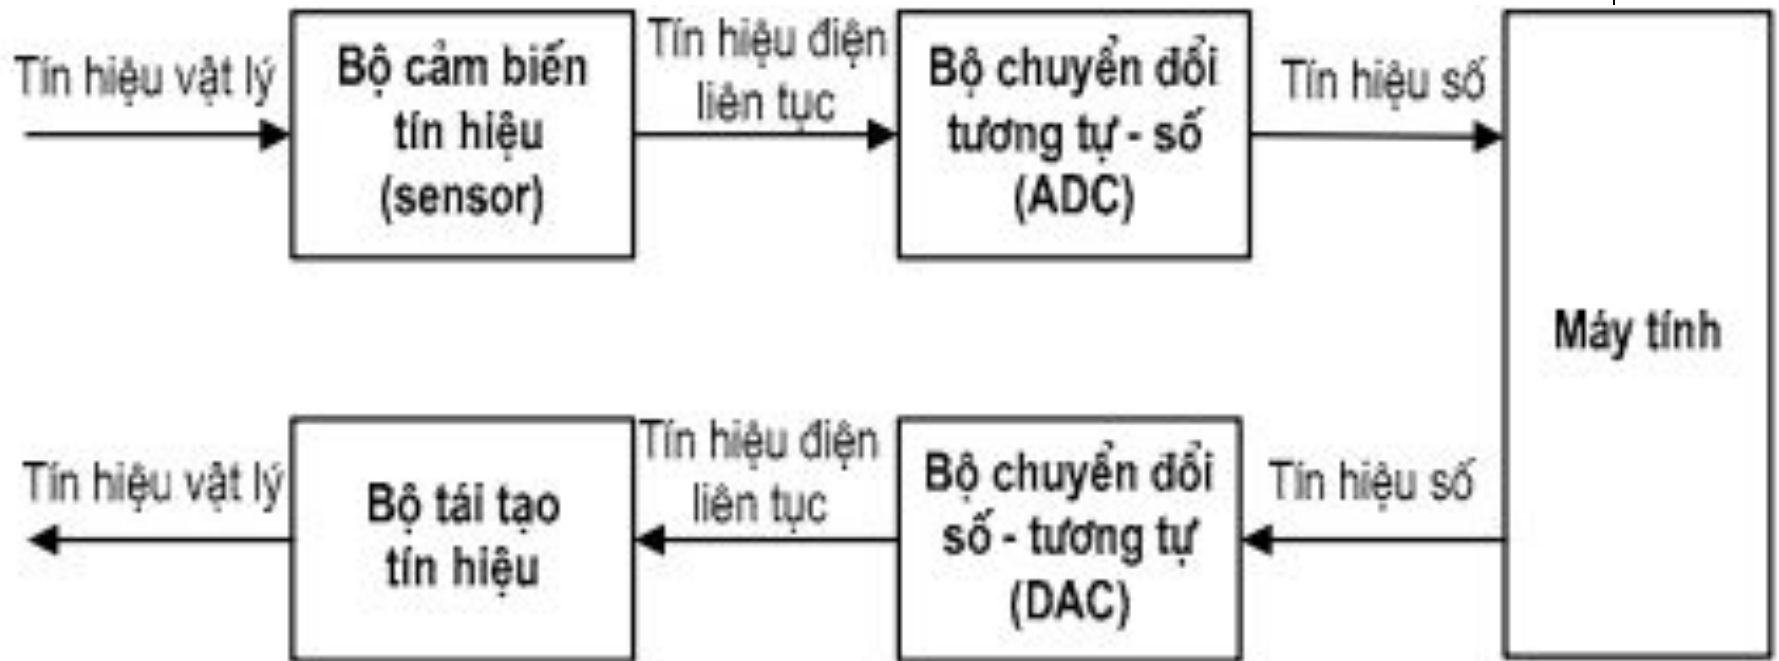 Tín hiệu vật lý
Bộ cảm biến
tín hiệu
(sensor)
Tín hiệu điện
liên tục
Bộ chuyển đổi
tương tự - số
(ADC)
Tín hiệu số
Máy tính
Tín hiệu vật lý
Bộ tái tạo
tín hiệu
Tín hiệu điện
liên tục
Bộ chuyển đổi
số - tương tự
(DAC)
Tín hiệu số